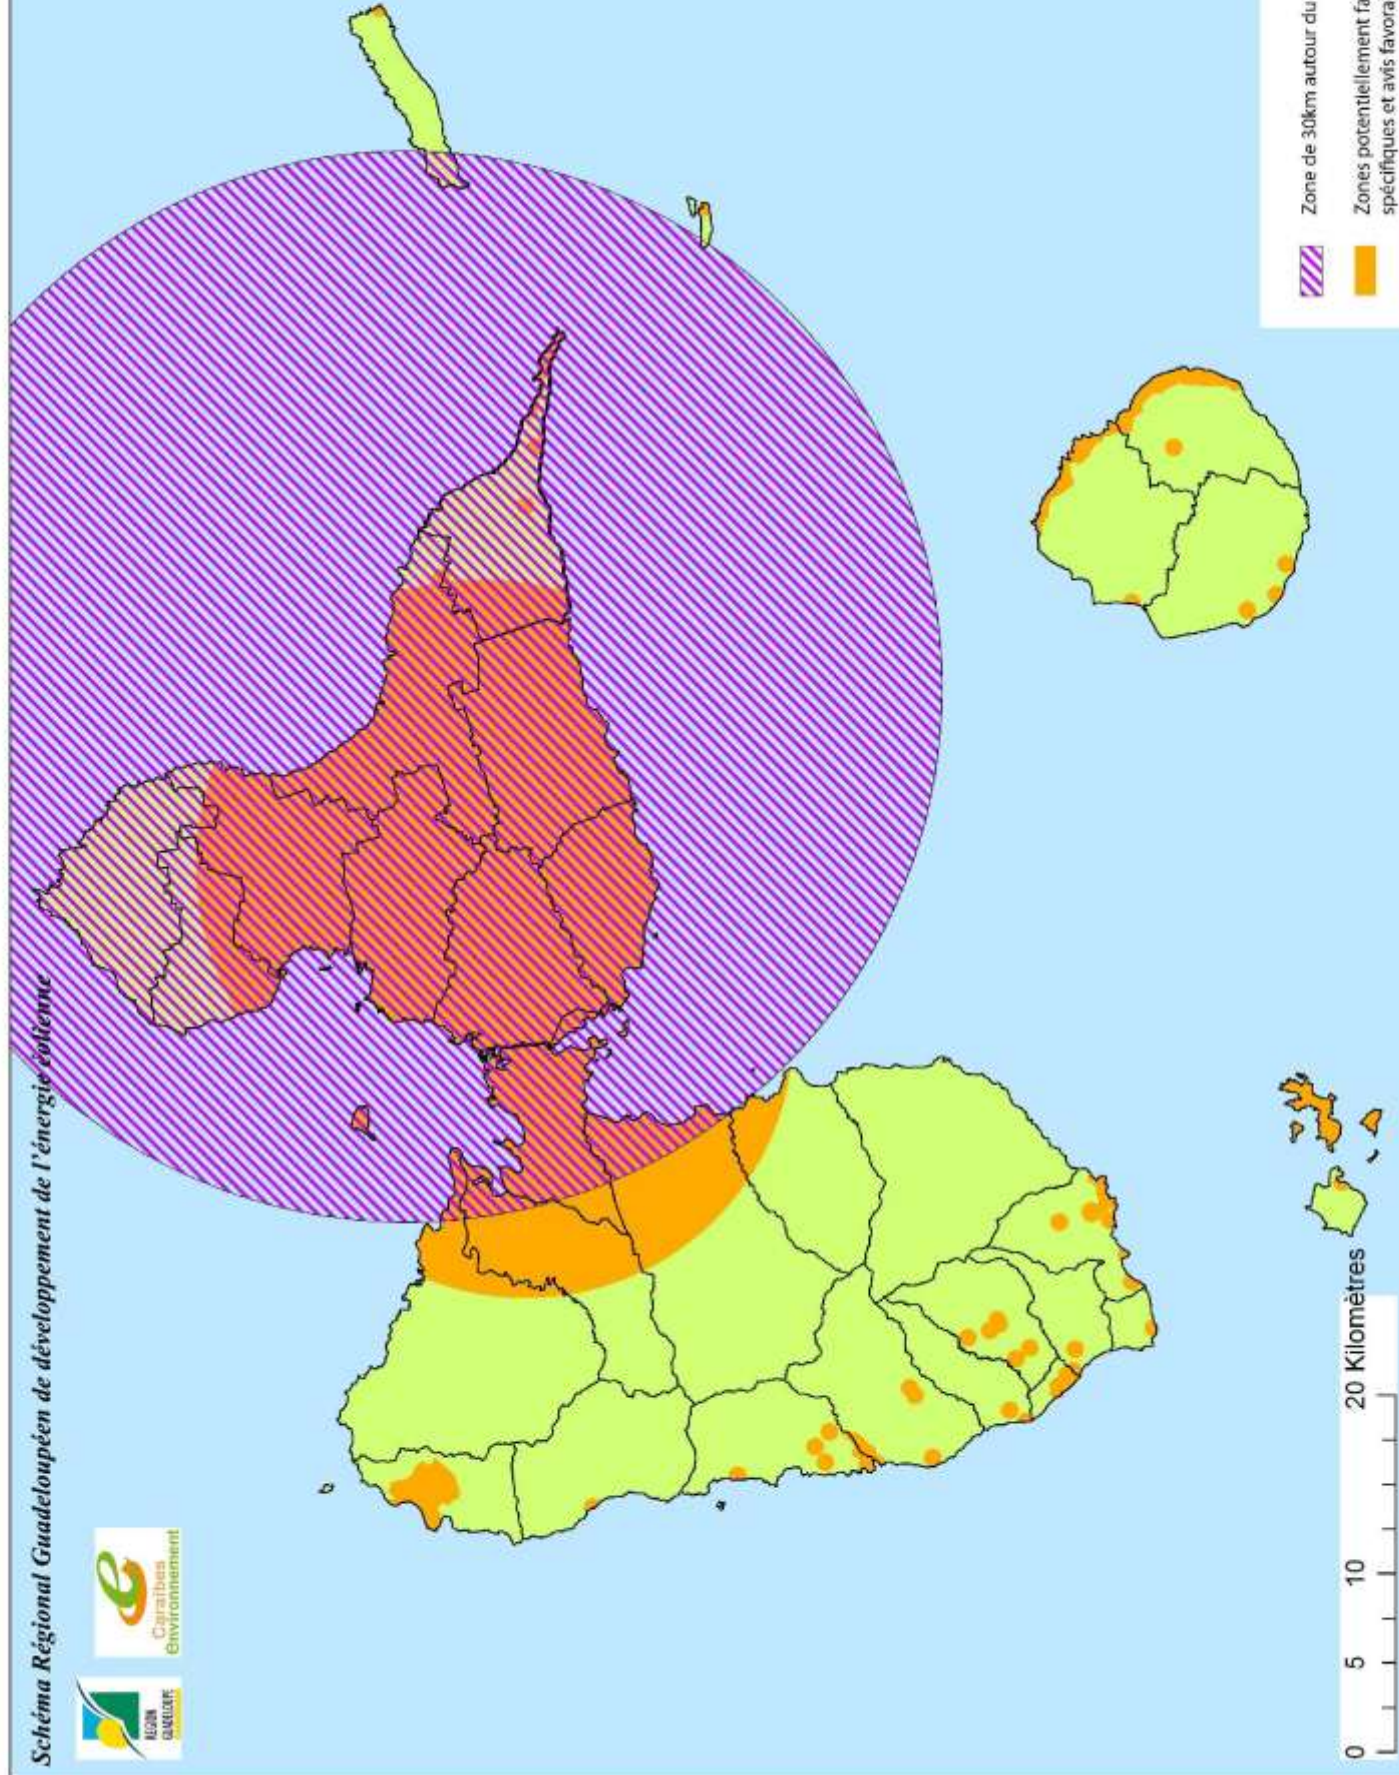 Schéma Régional Guadeloupéen de développement de l'énergie éolienne
REGION
GUADELOUPE
Caraïbes
environnement
Zone de 30km autour du
Zones potentiellement fa
spécifiques et avis favora
0 5 10 20 Kilomètres